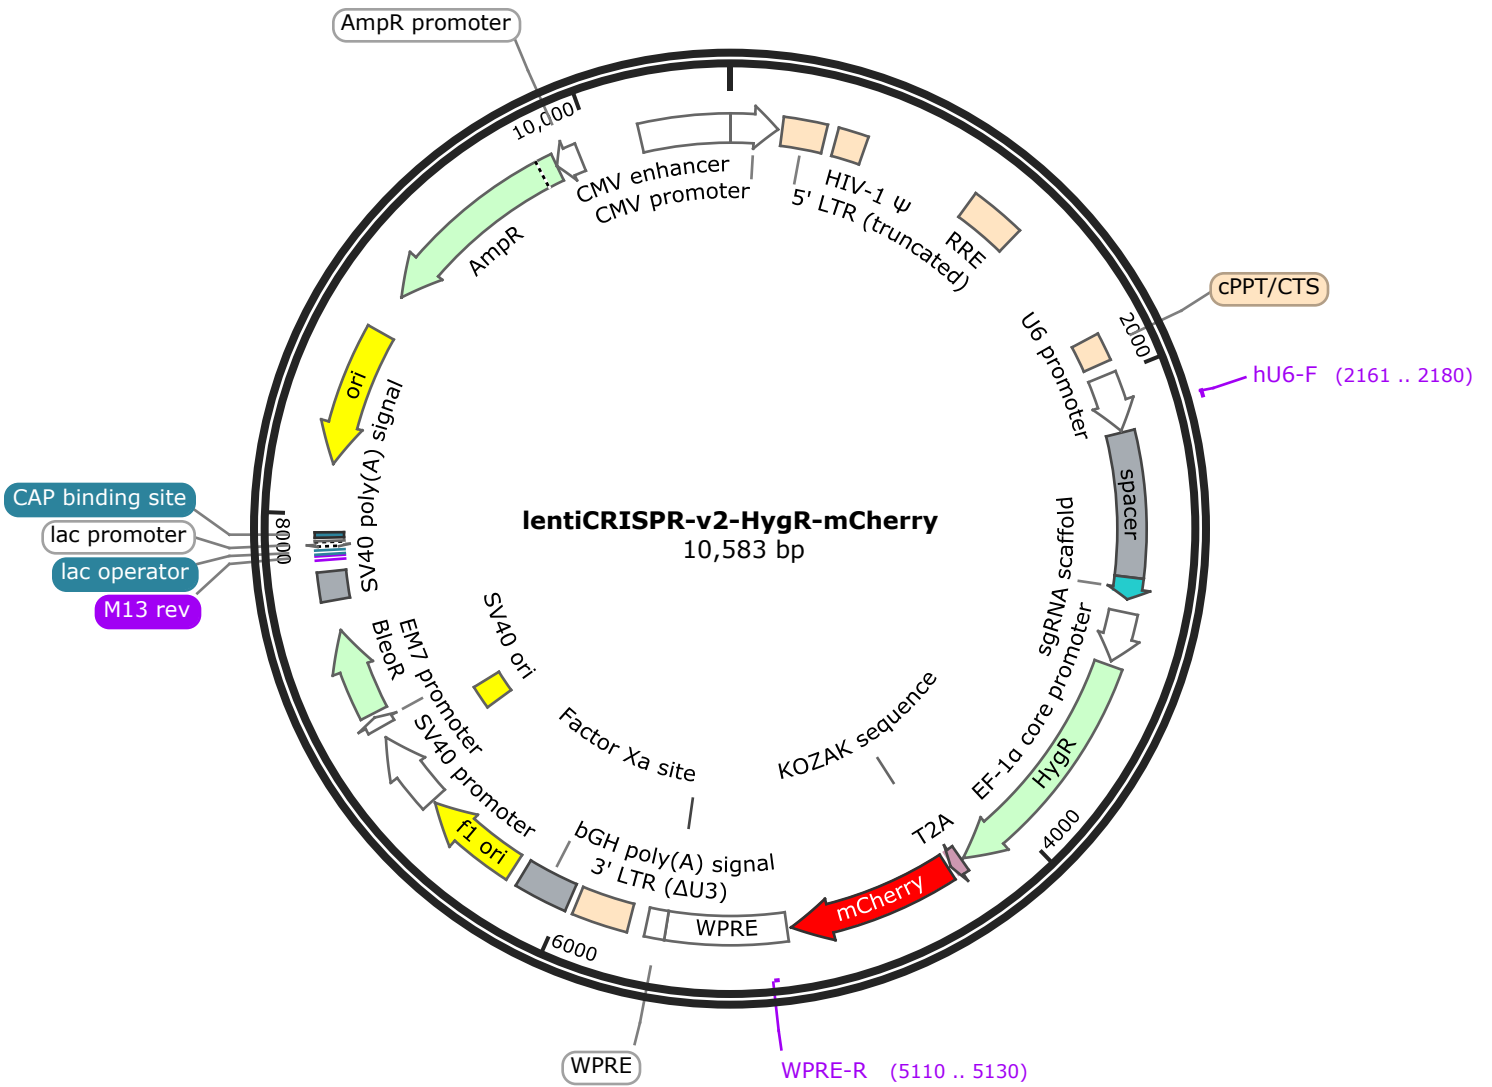 AmpR promoter
10,000
CMV enhancer
CMV promoter
HIV-1 Ψ
5' LTR (truncated)
RRE
cPPT/CTS
2000
U6 promoter
hU6-F (2161 .. 2180)
AmpR
ori
SV40 poly(A) signal
spacer
CAP binding site
lac promoter
lac operator
M13 rev
8000
lentiCRISPR-v2-HygR-mCherry
10,583 bp
sgRNA scaffold
EF-1α core promoter
HygR
BleoR
EM7 promoter
SV40 promoter
SV40 ori
Factor Xa site
KOZAK sequence
T2A
4000
f1 ori
bGH poly(A) signal
3' LTR (ΔU3)
WPRE
mCherry
6000
WPRE
WPRE-R (5110 .. 5130)